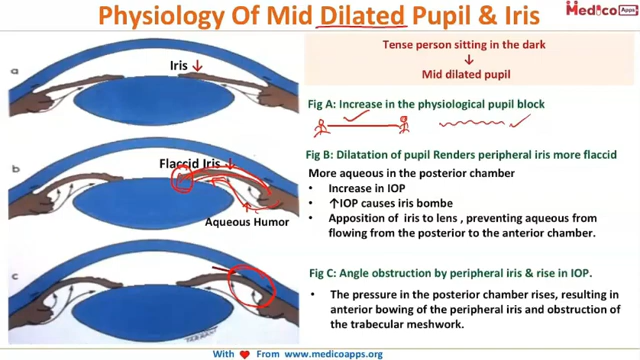 Physiology Of Mid Dilated Pupil & Iris
Medico Apps
Tense person sitting in the dark
Mid dilated pupil
a
Iris
Fig A: Increase in the physiological pupil block
b
Flaccid Iris
Aqueous Humor
Fig B: Dilatation of pupil Renders peripheral iris more flaccid
More aqueous in the posterior chamber
• Increase in IOP
• ↑IOP causes iris bombe
• Apposition of iris to lens , preventing aqueous from
flowing from the posterior to the anterior chamber.
c
Fig C: Angle obstruction by peripheral iris & rise in IOP.
• The pressure in the posterior chamber rises, resulting in
anterior bowing of the peripheral iris and obstruction
of the trabecular meshwork.
With ♥ From www.medicoapps.org